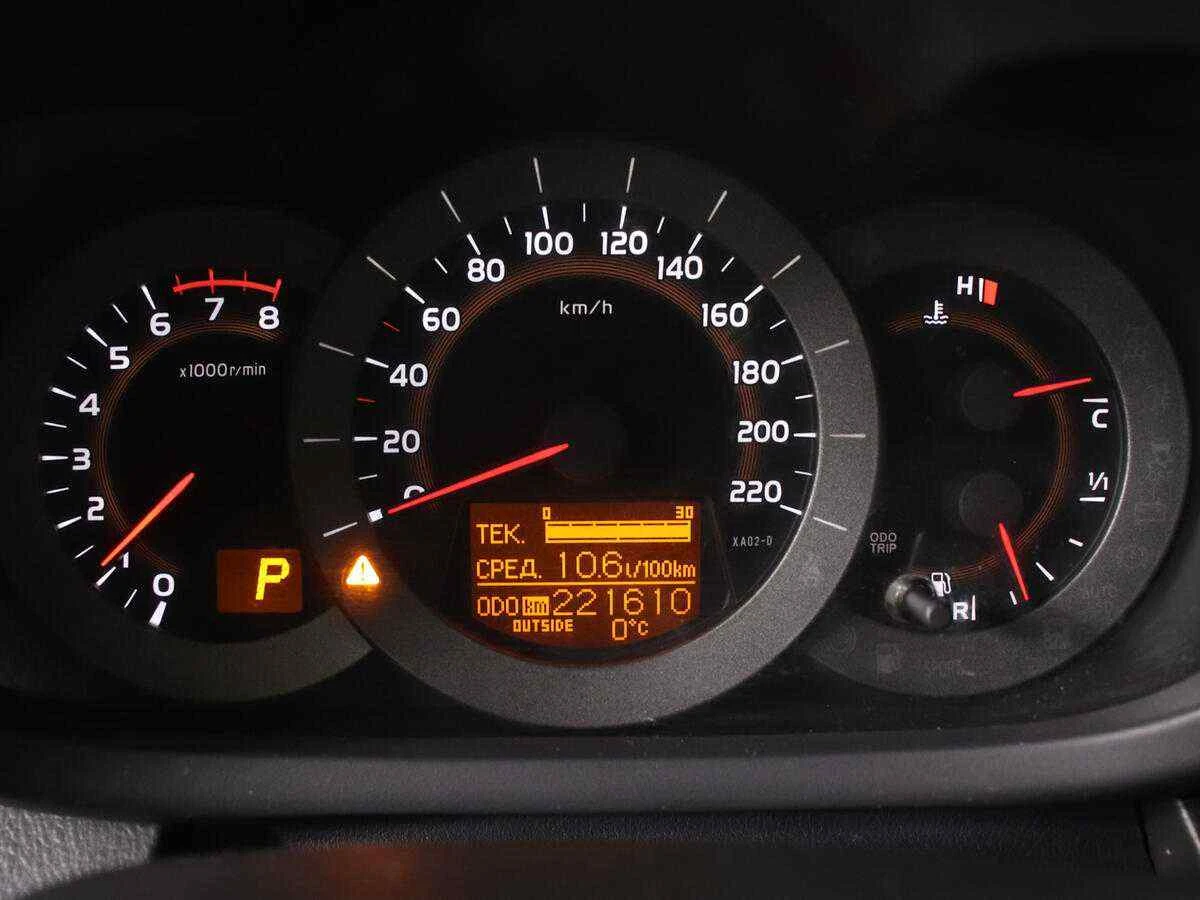 0
1
2
3
4
5
6
7
8
x1000r/min
P
0
20
40
60
80
100
120
140
160
180
200
220
km/h
0 30
ТЕК.
СРЕД. 10.6 l/100km
ODO km 221610
OUTSIDE 0°C
XA02-D
H
C
1/1
R
ODO
TRIP